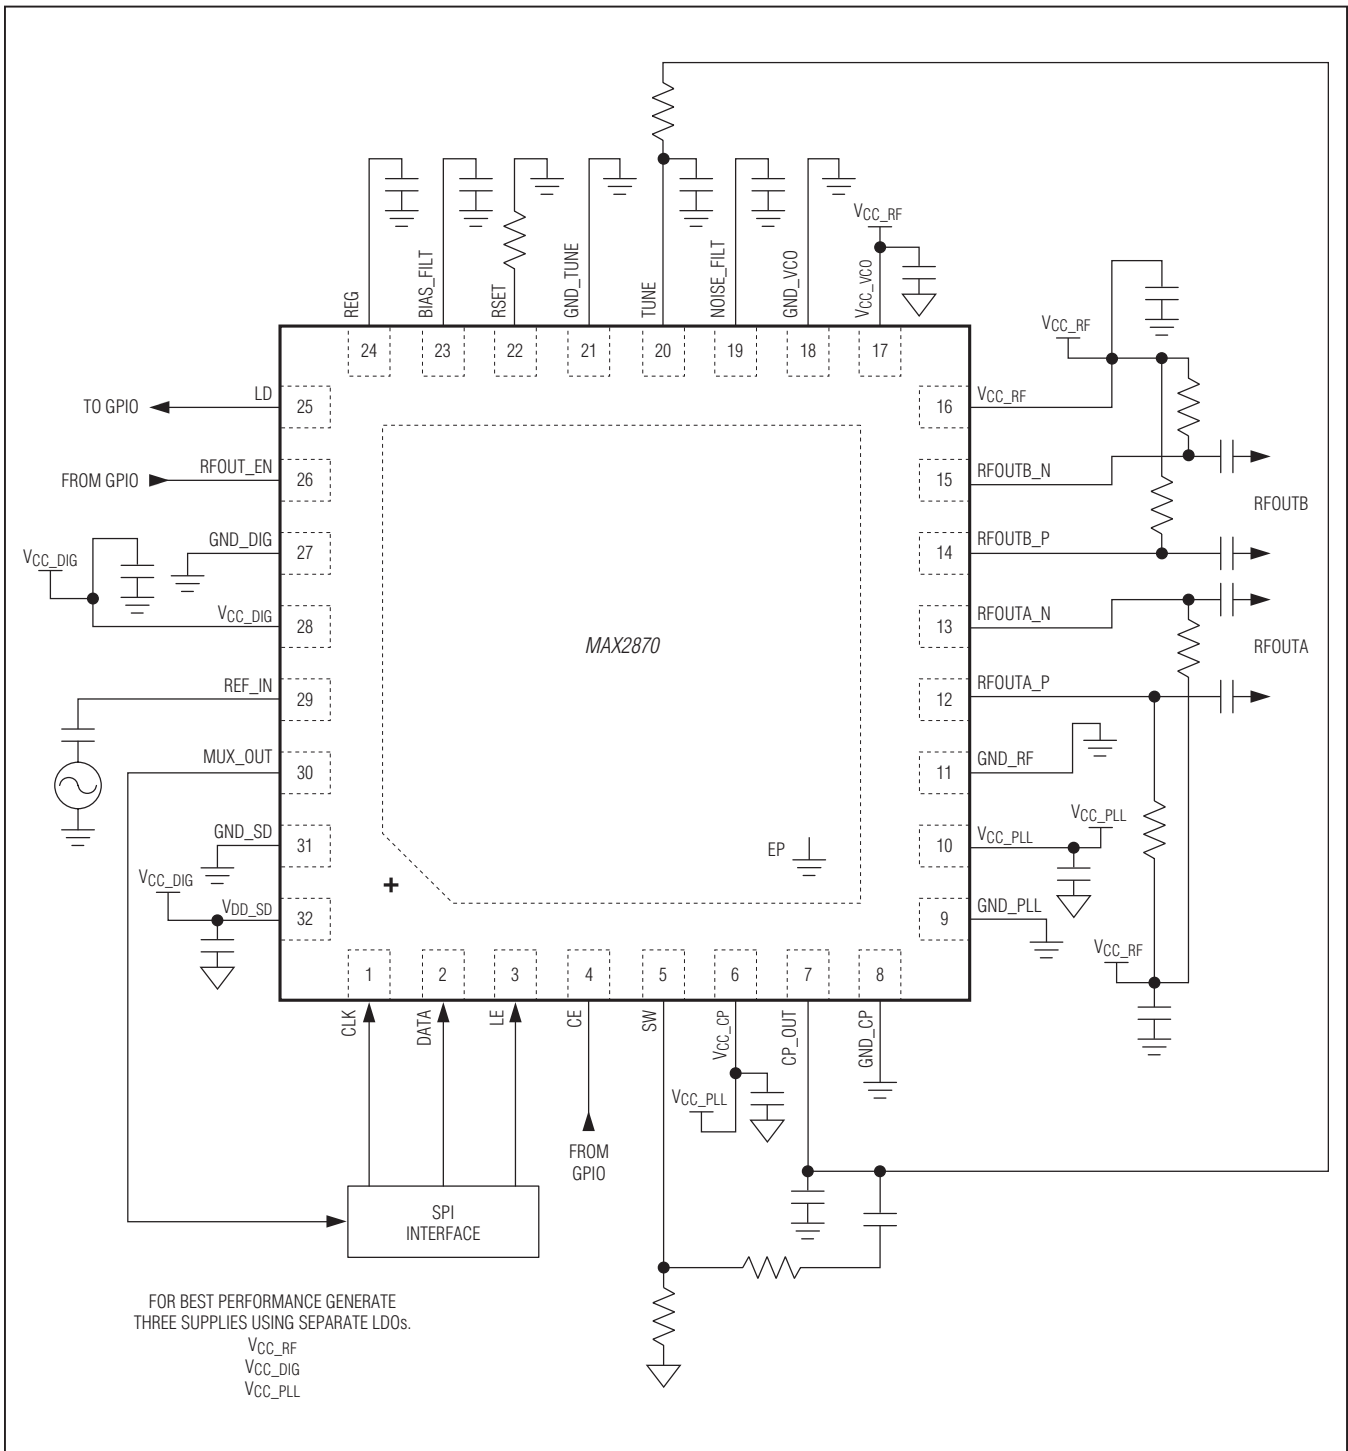 VCC_RF
REG
BIAS_FILT
RSET
GND_TUNE
TUNE
NOISE_FILT
GND_VCO
VCC_VCO
24
23
22
21
20
19
18
17
VCC_RF
TO GPIO
LD
25
16
VCC_RF
FROM GPIO
RFOUT_EN
26
15
RFOUTB_N
RFOUTB
VCC_DIG
GND_DIG
27
14
RFOUTB_P
VCC_DIG
28
13
RFOUTA_N
RFOUTA
MAX2870
REF_IN
29
12
RFOUTA_P
MUX_OUT
30
11
GND_RF
VCC_PLL
GND_SD
31
10
VCC_PLL
EP
VCC_DIG
+
VDD_SD
32
9
GND_PLL
VCC_RF
1
2
3
4
5
6
7
8
CLK
DATA
LE
CE
SW
VCC_CP
CP_OUT
GND_CP
VCC_PLL
FROM
GPIO
SPI
INTERFACE
FOR BEST PERFORMANCE GENERATE
THREE SUPPLIES USING SEPARATE LDOs.
VCC_RF
VCC_DIG
VCC_PLL